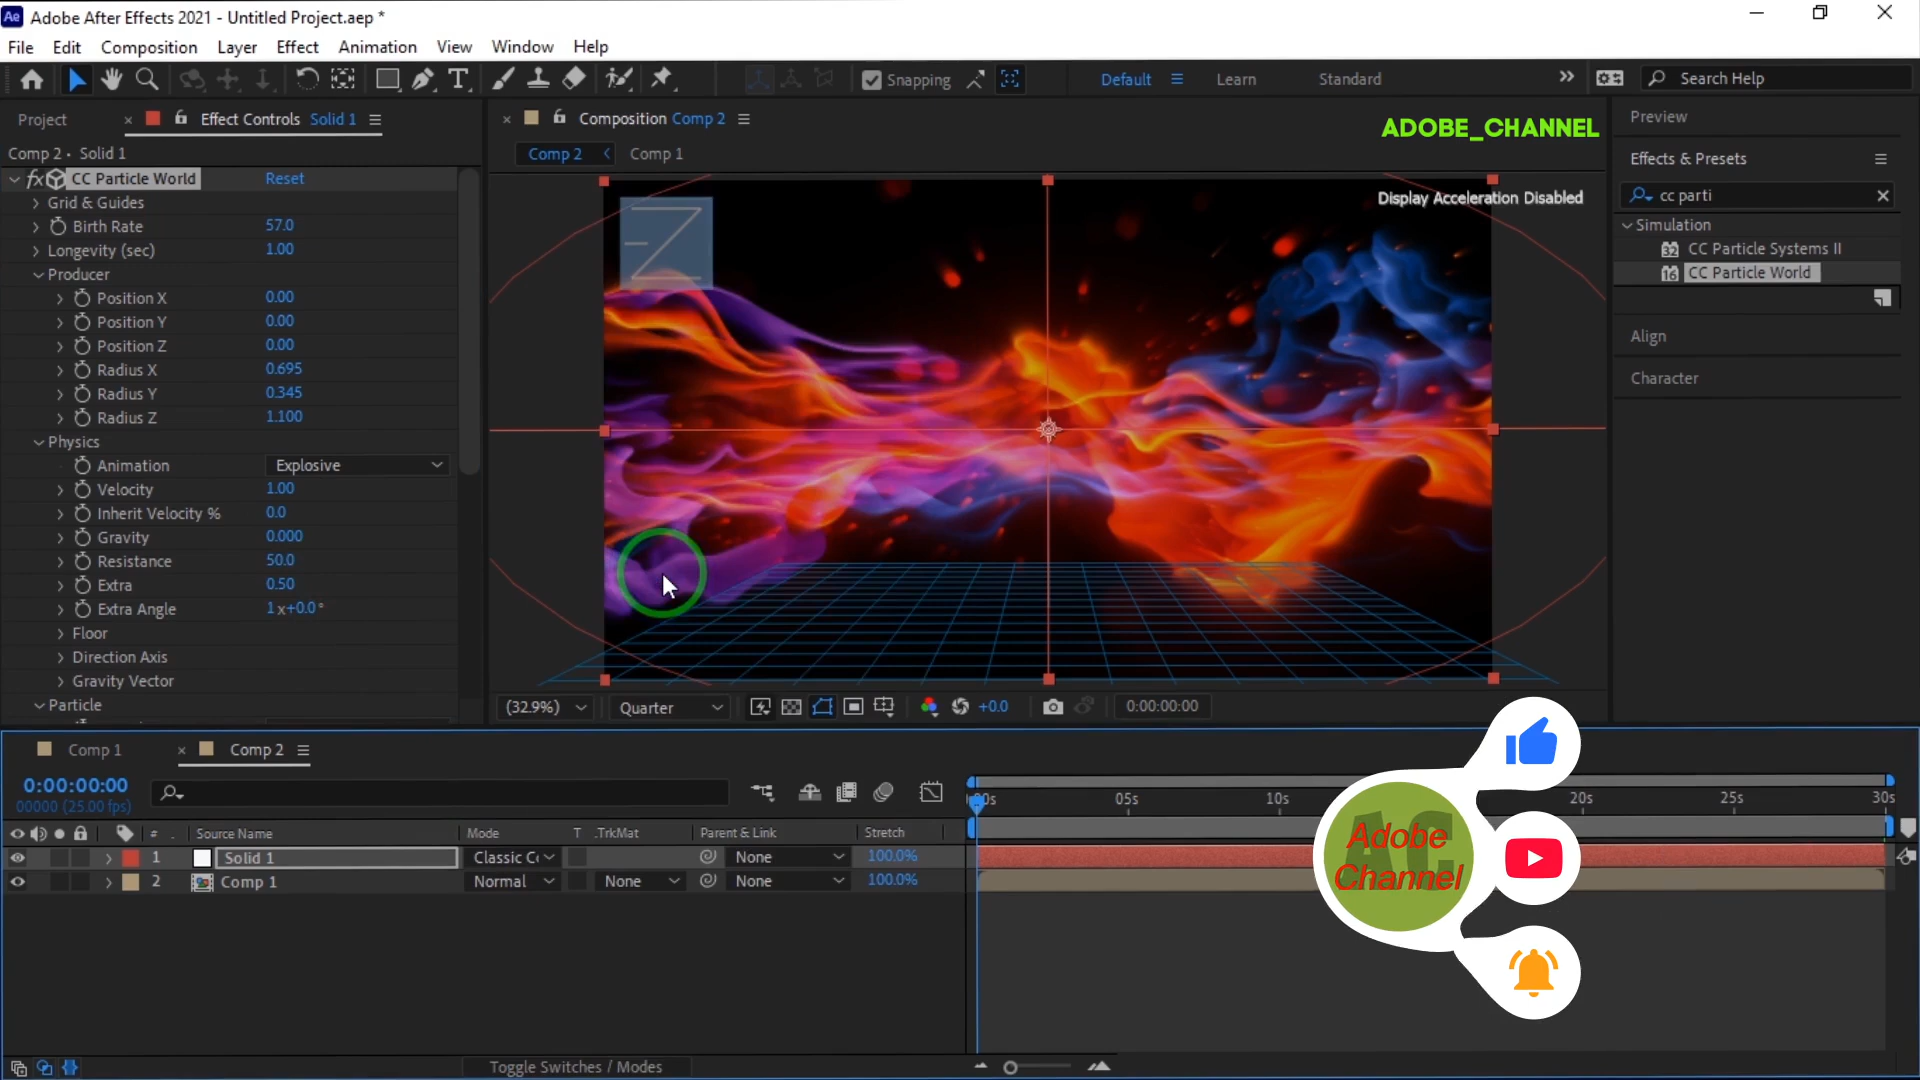 Ae Adobe After Effects 2021 - Untitled Project.aep *
File Edit Composition Layer Effect Animation View Window Help
Snapping Default Learn Standard Search Help
Project Effect Controls Solid 1
Comp 2 • Solid 1
fx CC Particle World Reset
Grid & Guides
Birth Rate 57.0
Longevity (sec) 1.00
Producer
Position X 0.00
Position Y 0.00
Position Z 0.00
Radius X 0.695
Radius Y 0.345
Radius Z 1.100
Physics
Animation Explosive
Velocity 1.00
Inherit Velocity % 0.0
Gravity 0.000
Resistance 50.0
Extra 0.50
Extra Angle 1x+0.0°
Floor
Direction Axis
Gravity Vector
Particle
Composition Comp 2
Comp 2 Comp 1
ADOBE_CHANNEL
Display Acceleration Disabled
-Z
(32.9%) Quarter +0.0 0:00:00:00
Preview
Effects & Presets
cc parti
Simulation
32 CC Particle Systems II
16 CC Particle World
Align
Character
Comp 1 Comp 2
0:00:00:00
00000 (25.00 fps)
05s 10s 20s 25s 30s
# Source Name Mode T .TrkMat Parent & Link Stretch
1 Solid 1 Classic Co None 100.0%
2 Comp 1 Normal None None 100.0%
AC
Adobe
Channel
Toggle Switches / Modes